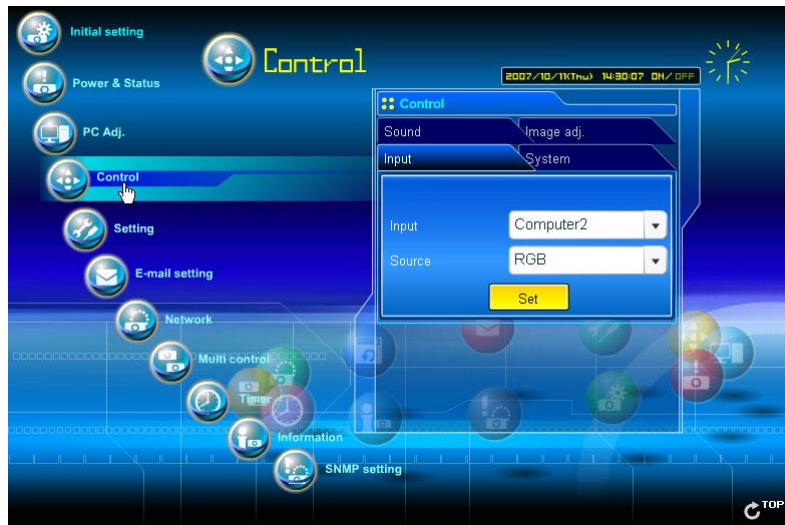 Initial setting
Power & Status
PC Adj.
Control
Setting
E-mail setting
Network
Multi control
Timer
Information
SNMP setting
Control
2007/10/11(Thu) 14:30:07 ON/OFF
Control
Sound Image adj.
Input System
Input Computer2
Source RGB
Set
TOP